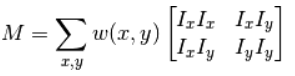 M = \sum_{x,y} w(x, y) \begin{bmatrix} I_x I_x & I_x I_y \\ I_x I_y & I_y I_y \end{bmatrix}